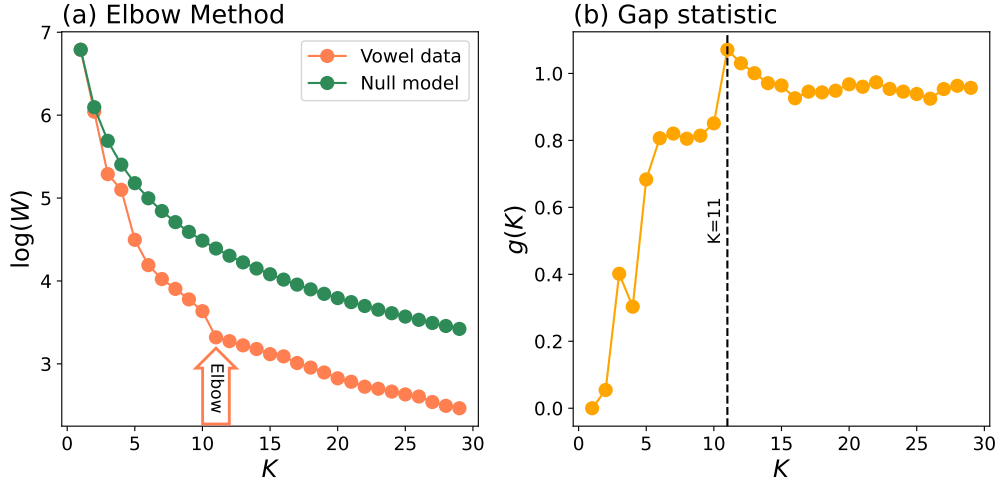 (a) Elbow Method
log(W)
7
6
5
4
3
Vowel data
Null model
Elbow
0 5 10 15 20 25 30
K
(b) Gap statistic
g(K)
1.0
0.8
0.6
0.4
0.2
0.0
K=11
0 5 10 15 20 25 30
K